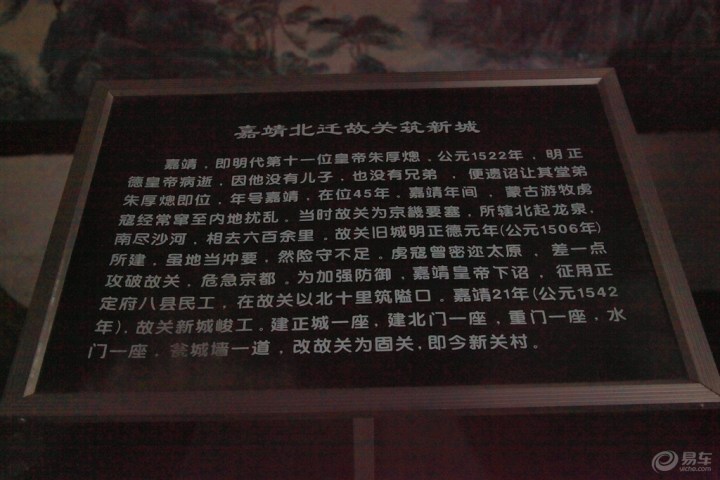 嘉靖北迁故关筑新城
嘉靖，即明代第十一位皇帝朱厚熜，公元1522年，明正
德皇帝病逝，因他没有儿子，也没有兄弟，便遗诏让其堂弟
朱厚熜即位，年号嘉靖，在位45年，嘉靖年间，蒙古游牧虏
寇经常窜至内地扰乱，当时故关为京畿要塞，所辖北起龙泉，
南尽沙河，相去六百余里，故关旧城明正德元年(公元1506年)
所建，虽地当冲要，然险守不足。虏寇曾密迩太原，差一点
攻破故关，危急京都。为加强防御，嘉靖皇帝下诏，征用正
定府八县民工，在故关以北十里筑隘口，嘉靖21年(公元1542
年)，故关新城峻工，建正城一座，建北门一座，重门一座，水
门一座，瓮城墙一道，改故关为固关，即今新关村。
易车
yiche.com